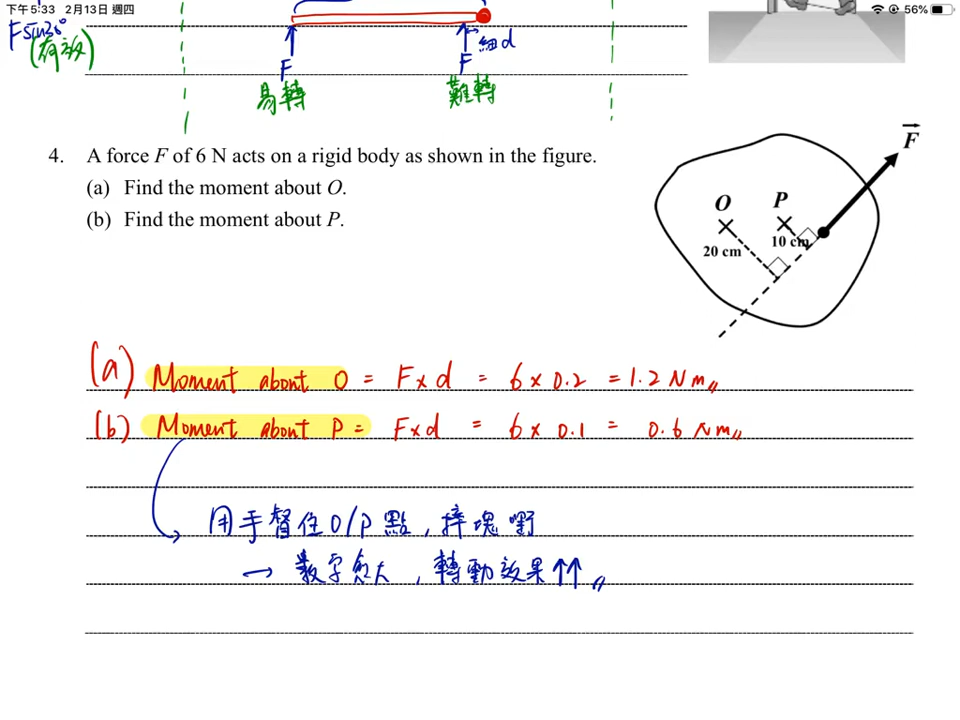 下午5:33 2月13日 週四
56%
Fsin30°
(有效)
F
易轉
細d
F
難轉
4. A force F of 6 N acts on a rigid body as shown in the figure.
(a) Find the moment about O.
(b) Find the moment about P.
F
O
P
20 cm
10 cm
(a) Moment about O = F × d = 6 × 0.2 = 1.2 N m
(b) Moment about P = F×d = 6 × 0.1 = 0.6 N m
用手督住O/P點，擰塊嘢
→ 數字愈大，轉動效果↑↑